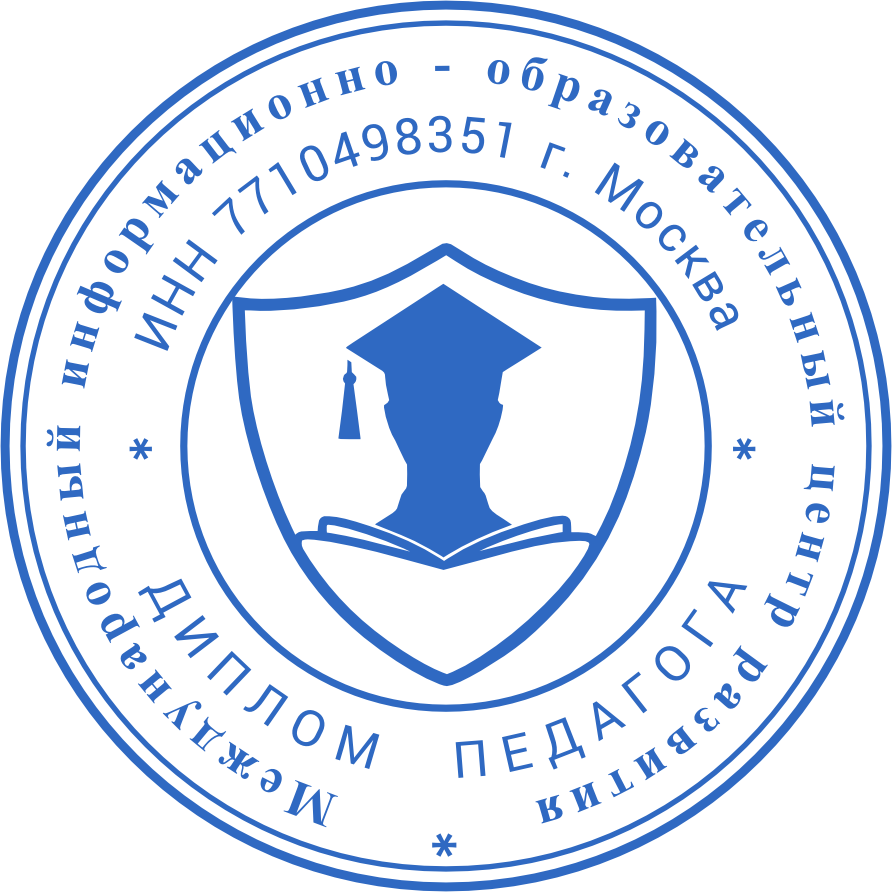 Международный информационно - образовательный центр развития
*
ИНН 7710498351 г. Москва
* ДИПЛОМ ПЕДАГОГА *